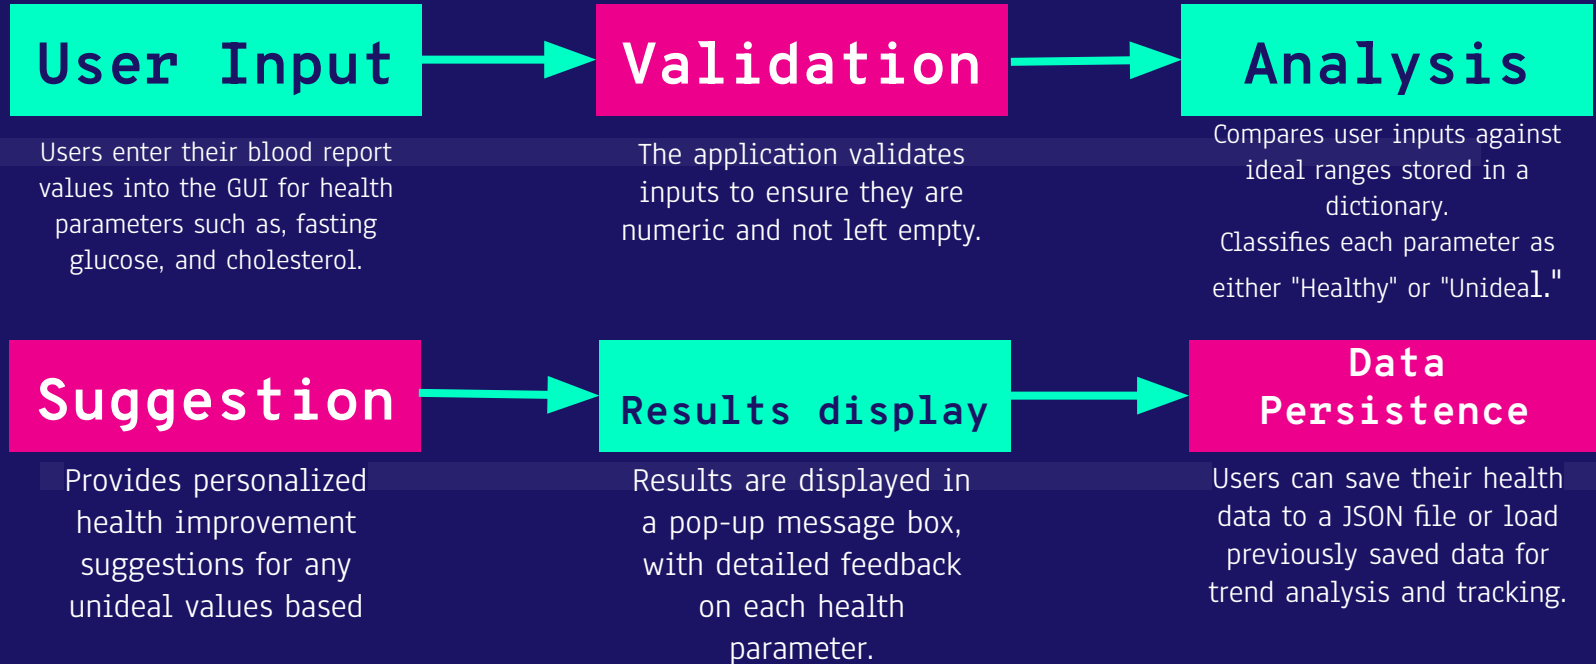 User Input
Validation
Analysis
Users enter their blood report
values into the GUI for health
parameters such as, fasting
glucose, and cholesterol.
The application validates
inputs to ensure they are
numeric and not left empty.
Compares user inputs against
ideal ranges stored in a
dictionary.
Classifies each parameter as
either "Healthy" or "Unideal."
Suggestion
Results display
Data
Persistence
Provides personalized
health improvement
suggestions for any
unideal values based
Results are displayed in
a pop-up message box,
with detailed feedback
on each health
parameter.
Users can save their health
data to a JSON file or load
previously saved data for
trend analysis and tracking.